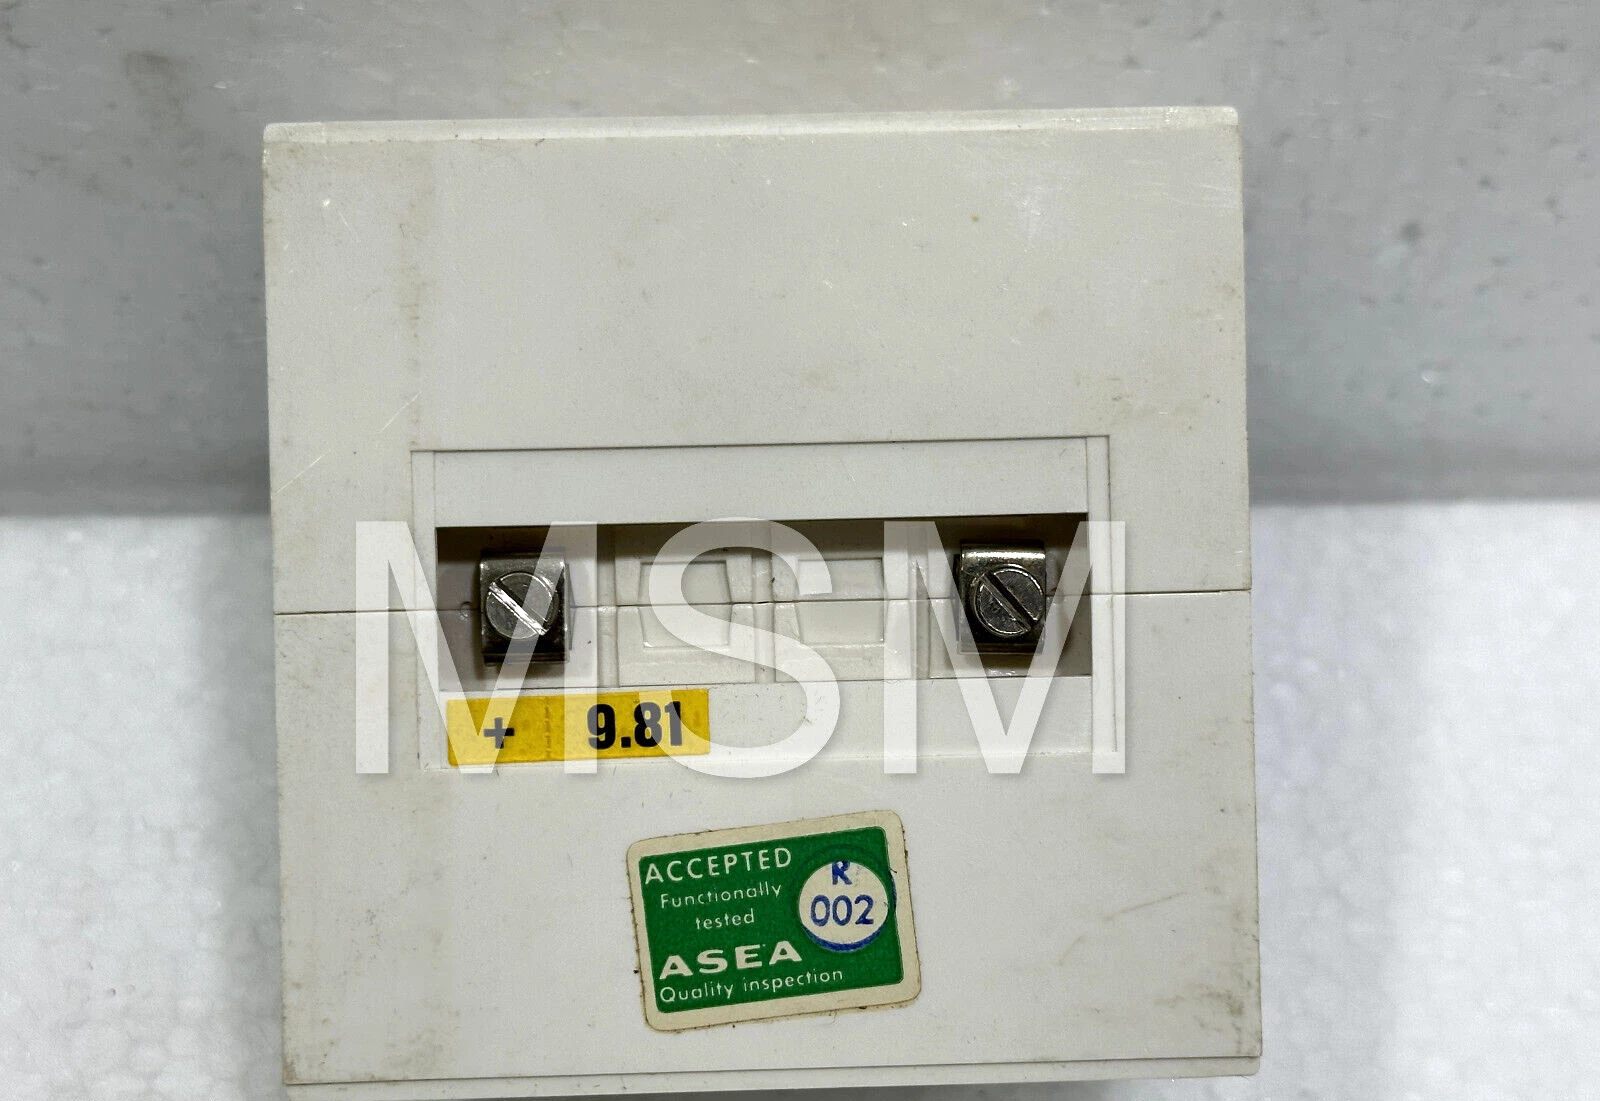 MSM
+ 9.81
ACCEPTED
Functionally
tested
R
002
ASEA
Quality inspection